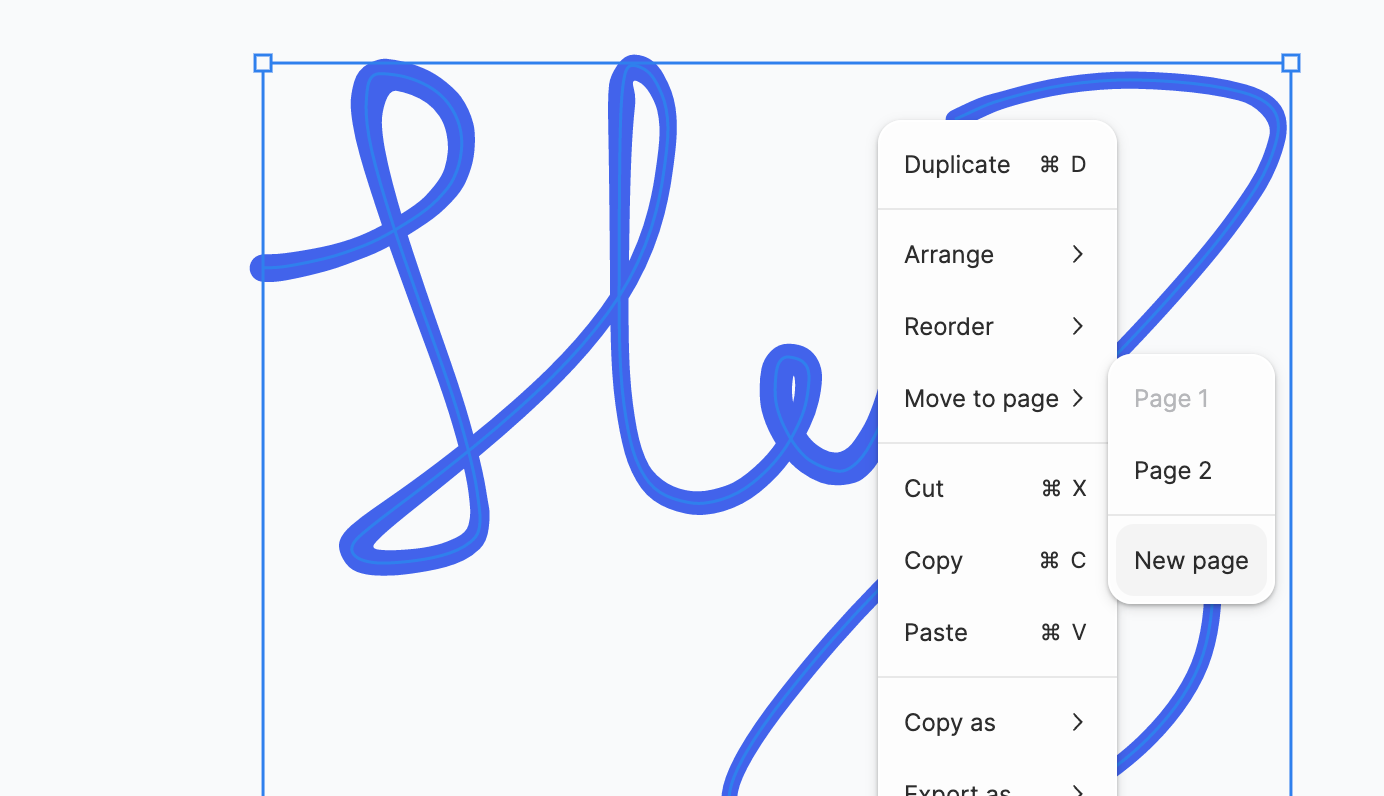 Duplicate ⌘ D
Arrange
Reorder
Move to page
Page 1
Page 2
New page
Cut ⌘ X
Copy ⌘ C
Paste ⌘ V
Copy as
Export as